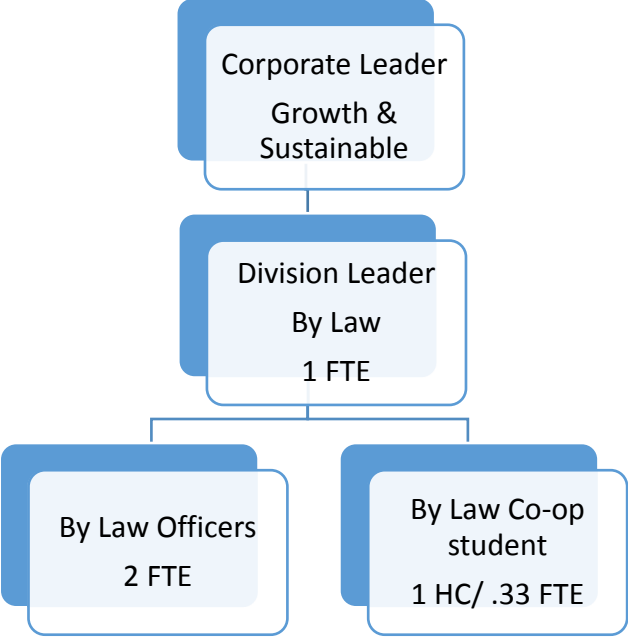 Corporate Leader
Growth &
Sustainable
Division Leader
By Law
1 FTE
By Law Officers
2 FTE
By Law Co-op
student
1 HC/ .33 FTE